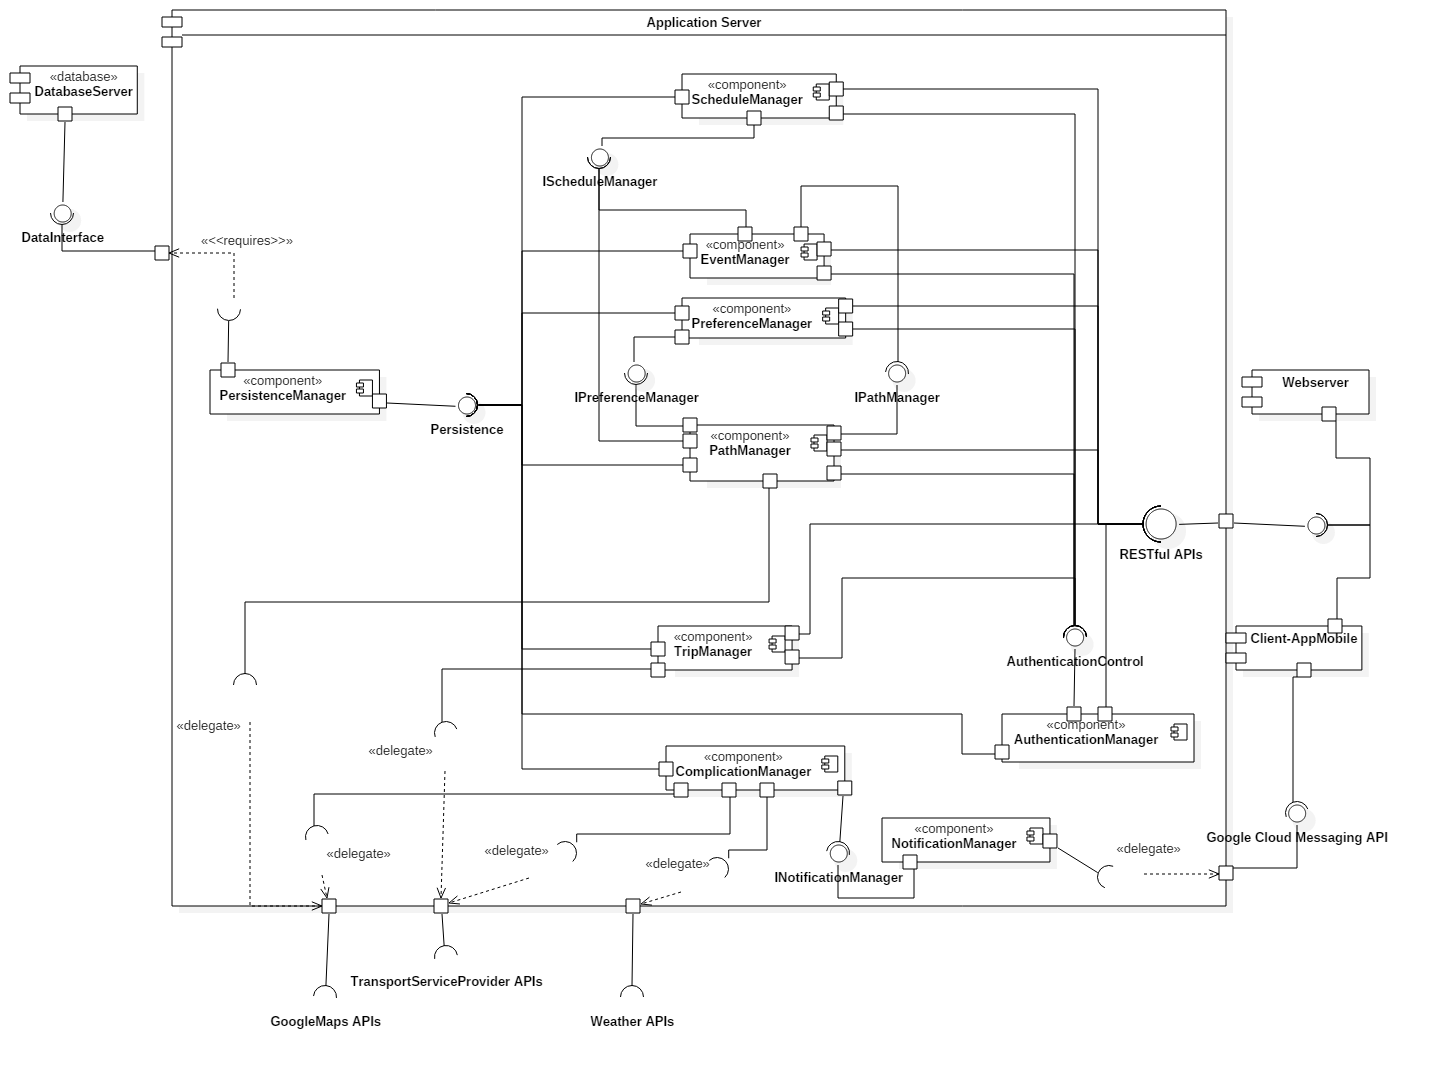 Application Server
«database»
DatabaseServer
«component»
ScheduleManager
IScheduleManager
DataInterface
«<<requires>>»
«component»
EventManager
«component»
PreferenceManager
«component»
PersistenceManager
Persistence
IPreferenceManager
IPathManager
«component»
PathManager
Webserver
RESTful APIs
«component»
TripManager
AuthenticationControl
Client-AppMobile
«delegate»
«delegate»
«component»
AuthenticationManager
«component»
ComplicationManager
«component»
NotificationManager
Google Cloud Messaging API
«delegate»
«delegate»
«delegate»
«delegate»
INotificationManager
TransportServiceProvider APIs
GoogleMaps APIs
Weather APIs